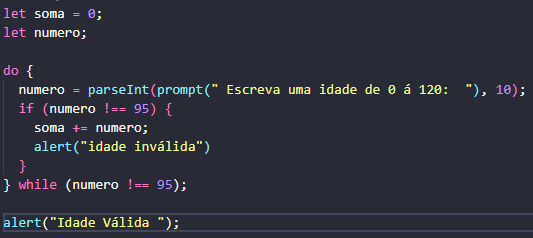 let soma = 0;
let numero;
do {
numero = parseInt(prompt(" Escreva uma idade de 0 á 120:  "), 10);
if (numero !== 95) {
soma += numero;
alert("idade inválida")
}
} while (numero !== 95);
alert("Idade Válida ");